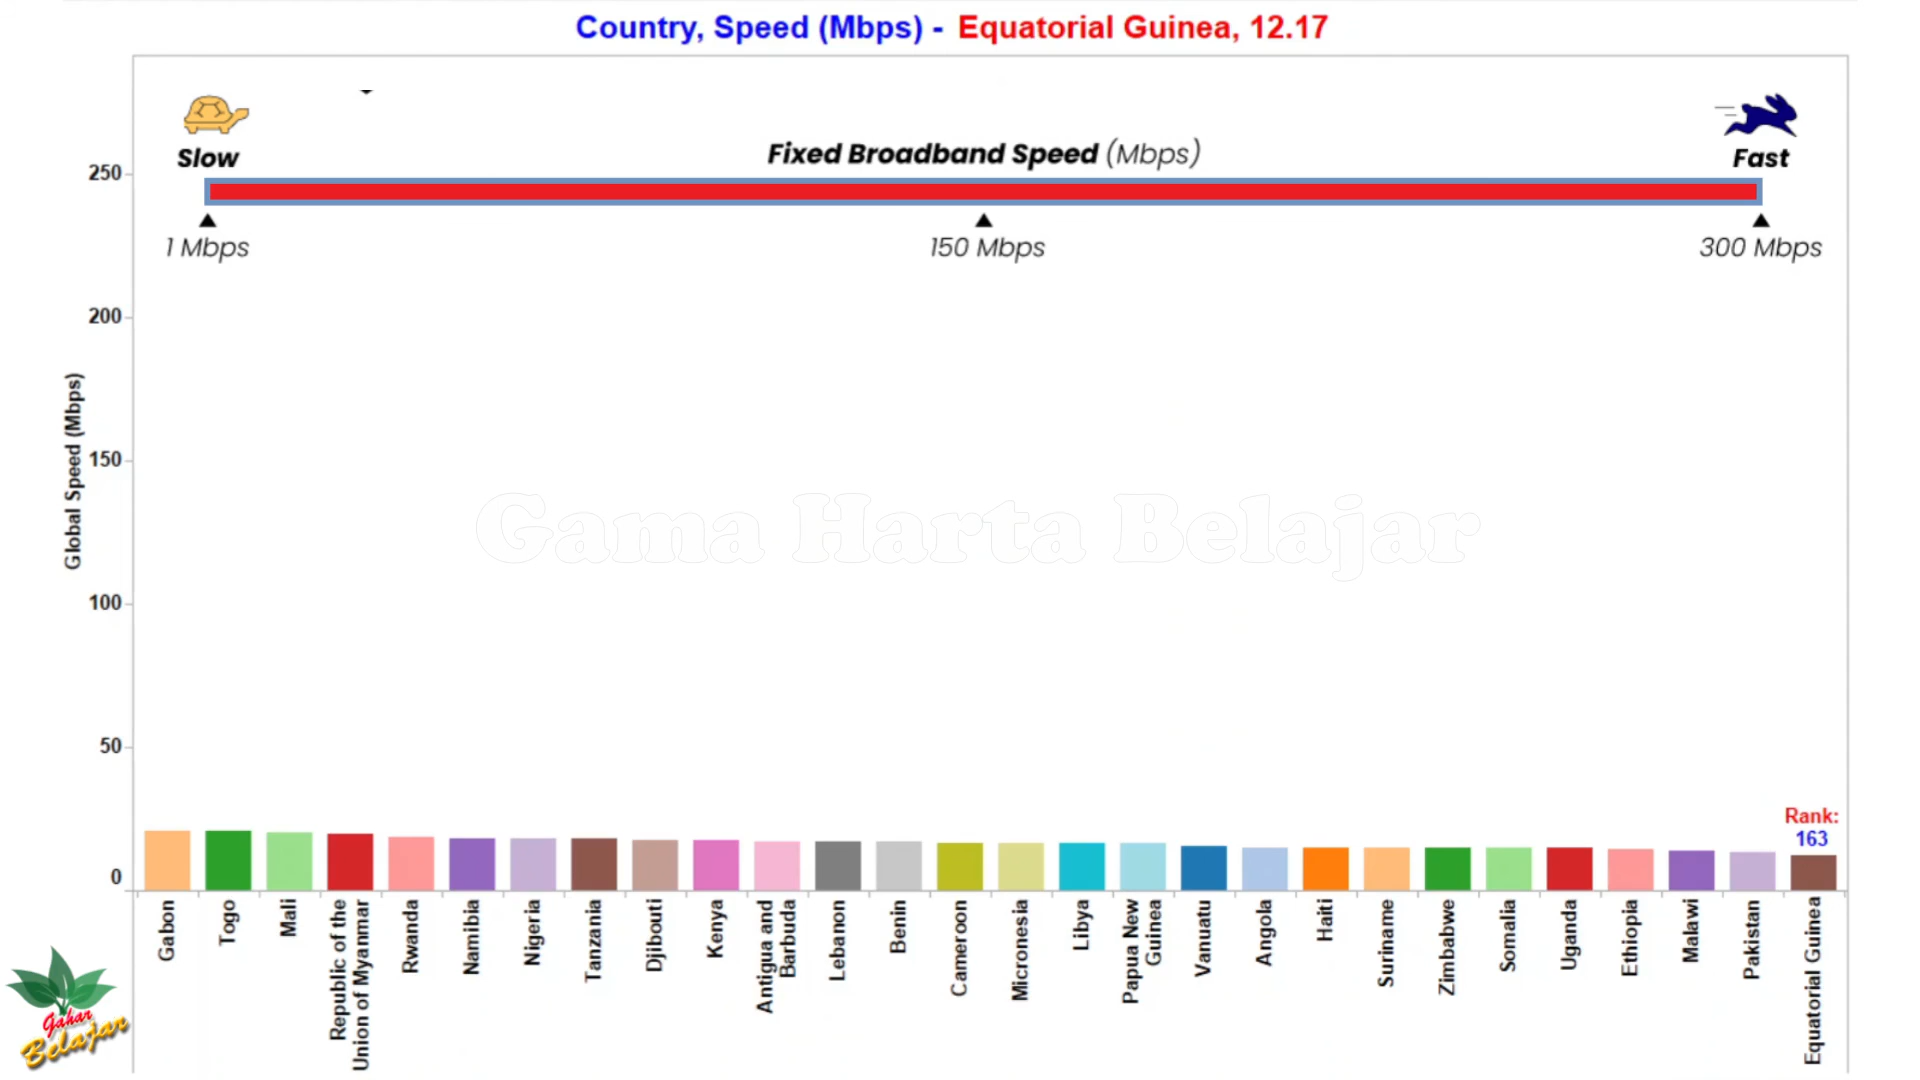 Country, Speed (Mbps) - Equatorial Guinea, 12.17
Slow
Fixed Broadband Speed (Mbps)
Fast
1 Mbps
150 Mbps
300 Mbps
250
200
150
100
50
0
Global Speed (Mbps)
Gama Harta Belajar
Rank:
163
Gabon
Togo
Mali
Republic of the
Union of Myanmar
Rwanda
Namibia
Nigeria
Tanzania
Djibouti
Kenya
Antigua and
Barbuda
Lebanon
Benin
Cameroon
Micronesia
Libya
Papua New
Guinea
Vanuatu
Angola
Haiti
Suriname
Zimbabwe
Somalia
Uganda
Ethiopia
Malawi
Pakistan
Equatorial Guinea
Gahar
Belajar